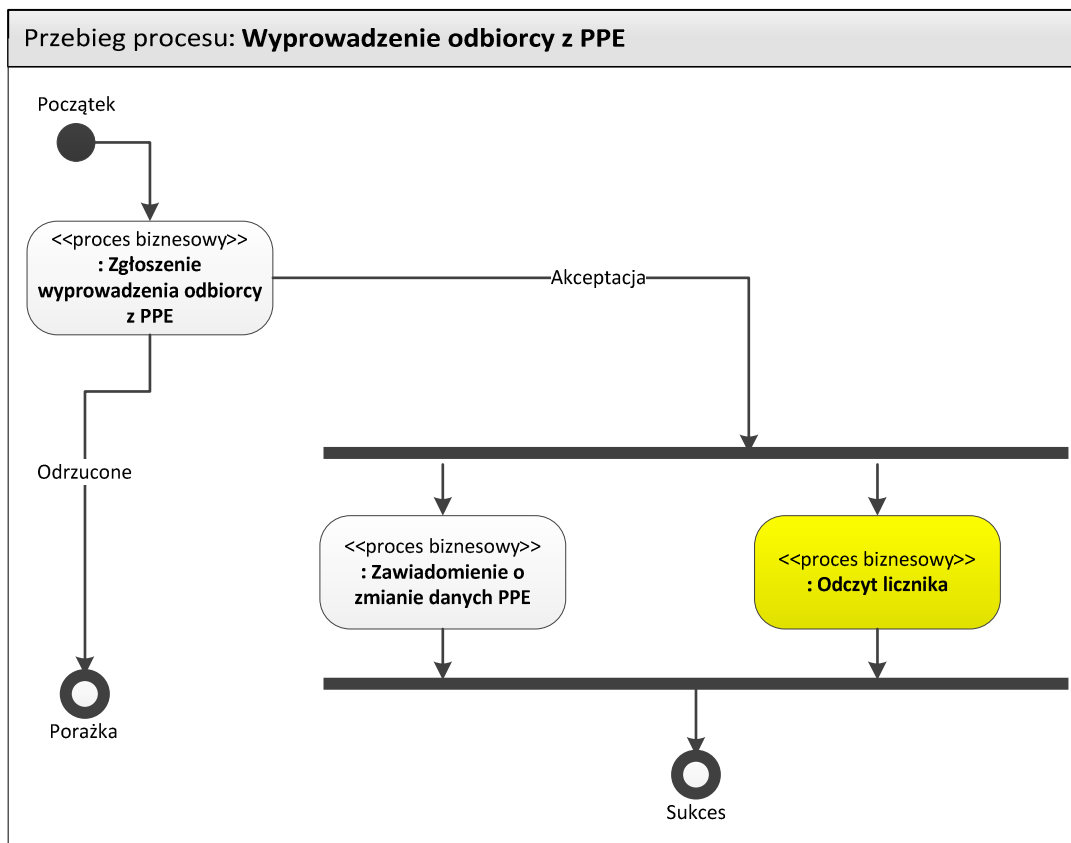 Przebieg procesu: Wyprowadzenie odbiorcy z PPE
Początek
<<proces biznesowy>>
: Zgłoszenie
wyprowadzenia odbiorcy
z PPE
Akceptacja
Odrzucone
<<proces biznesowy>>
: Zawiadomienie o
zmianie danych PPE
<<proces biznesowy>>
: Odczyt licznika
Porażka
Sukces